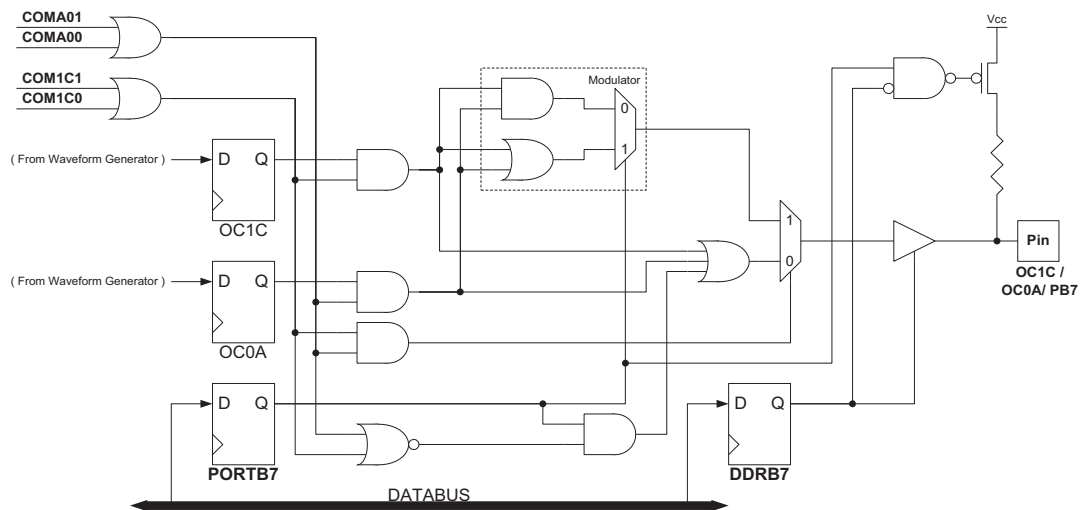 COMA01
COMA00
Vcc
COM1C1
COM1C0
Modulator
0
1
( From Waveform Generator )
D Q
OC1C
1
0
Pin
OC1C /
OC0A/ PB7
( From Waveform Generator )
D Q
OC0A
D Q
PORTB7
D Q
DDRB7
DATABUS